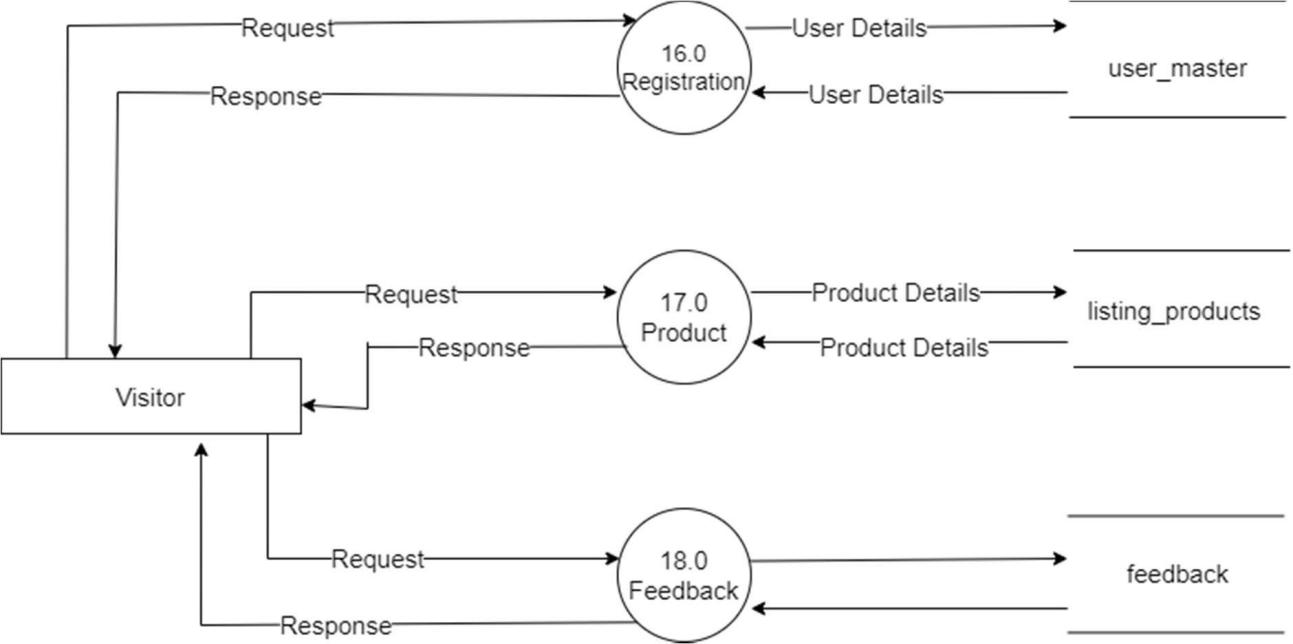 Request
16.0
Registration
User Details
user_master
Response
User Details
Request
17.0
Product
Product Details
listing_products
Response
Product Details
Visitor
Request
18.0
Feedback
feedback
Response